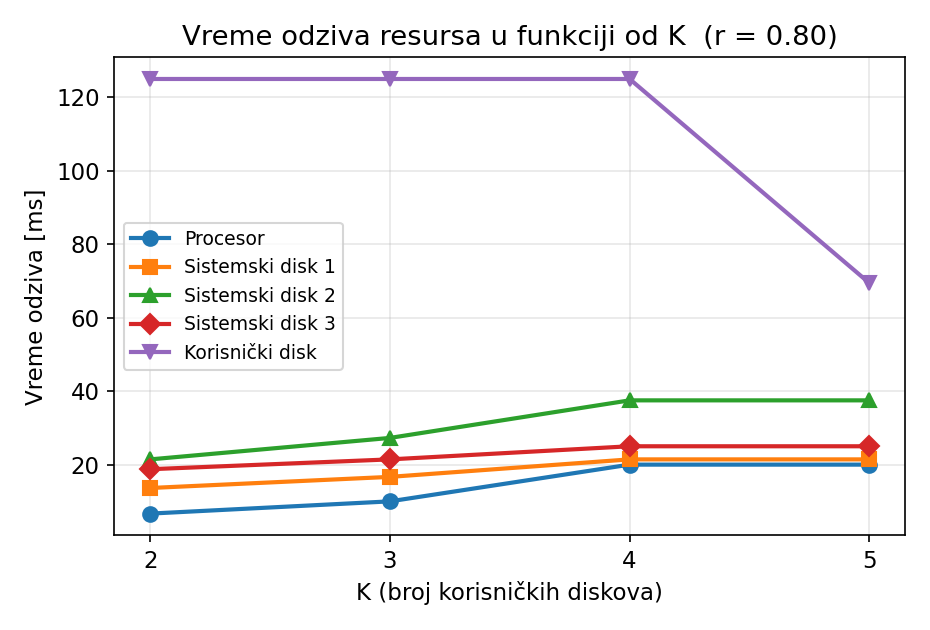 Vreme odziva resursa u funkciji od K (r = 0.80)
Vreme odziva [ms]
120
100
80
60
40
20
Procesor
Sistemski disk 1
Sistemski disk 2
Sistemski disk 3
Korisnički disk
2 3 4 5
K (broj korisničkih diskova)